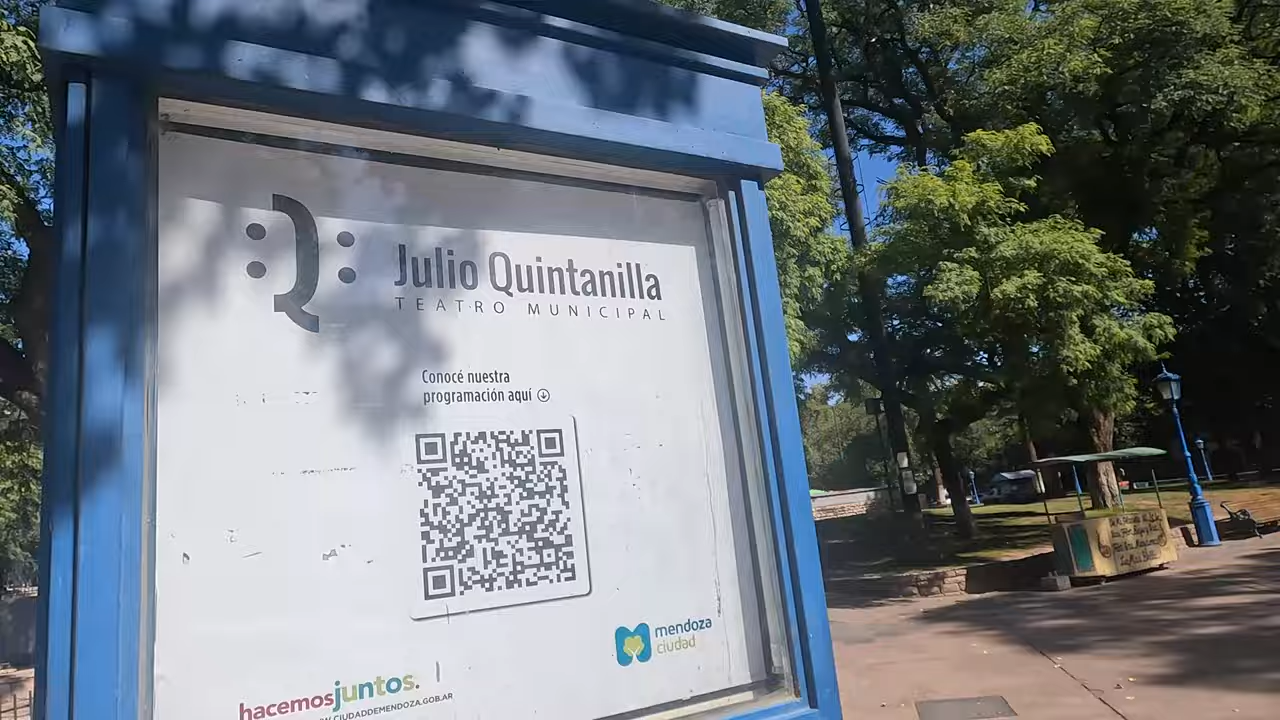 :Q:
Julio Quintanilla
TEATRO MUNICIPAL
Conocé nuestra
programación aquí
mendoza
ciudad
hacemosjuntos.
.CIUDADDEMENDOZA.GOB.AR